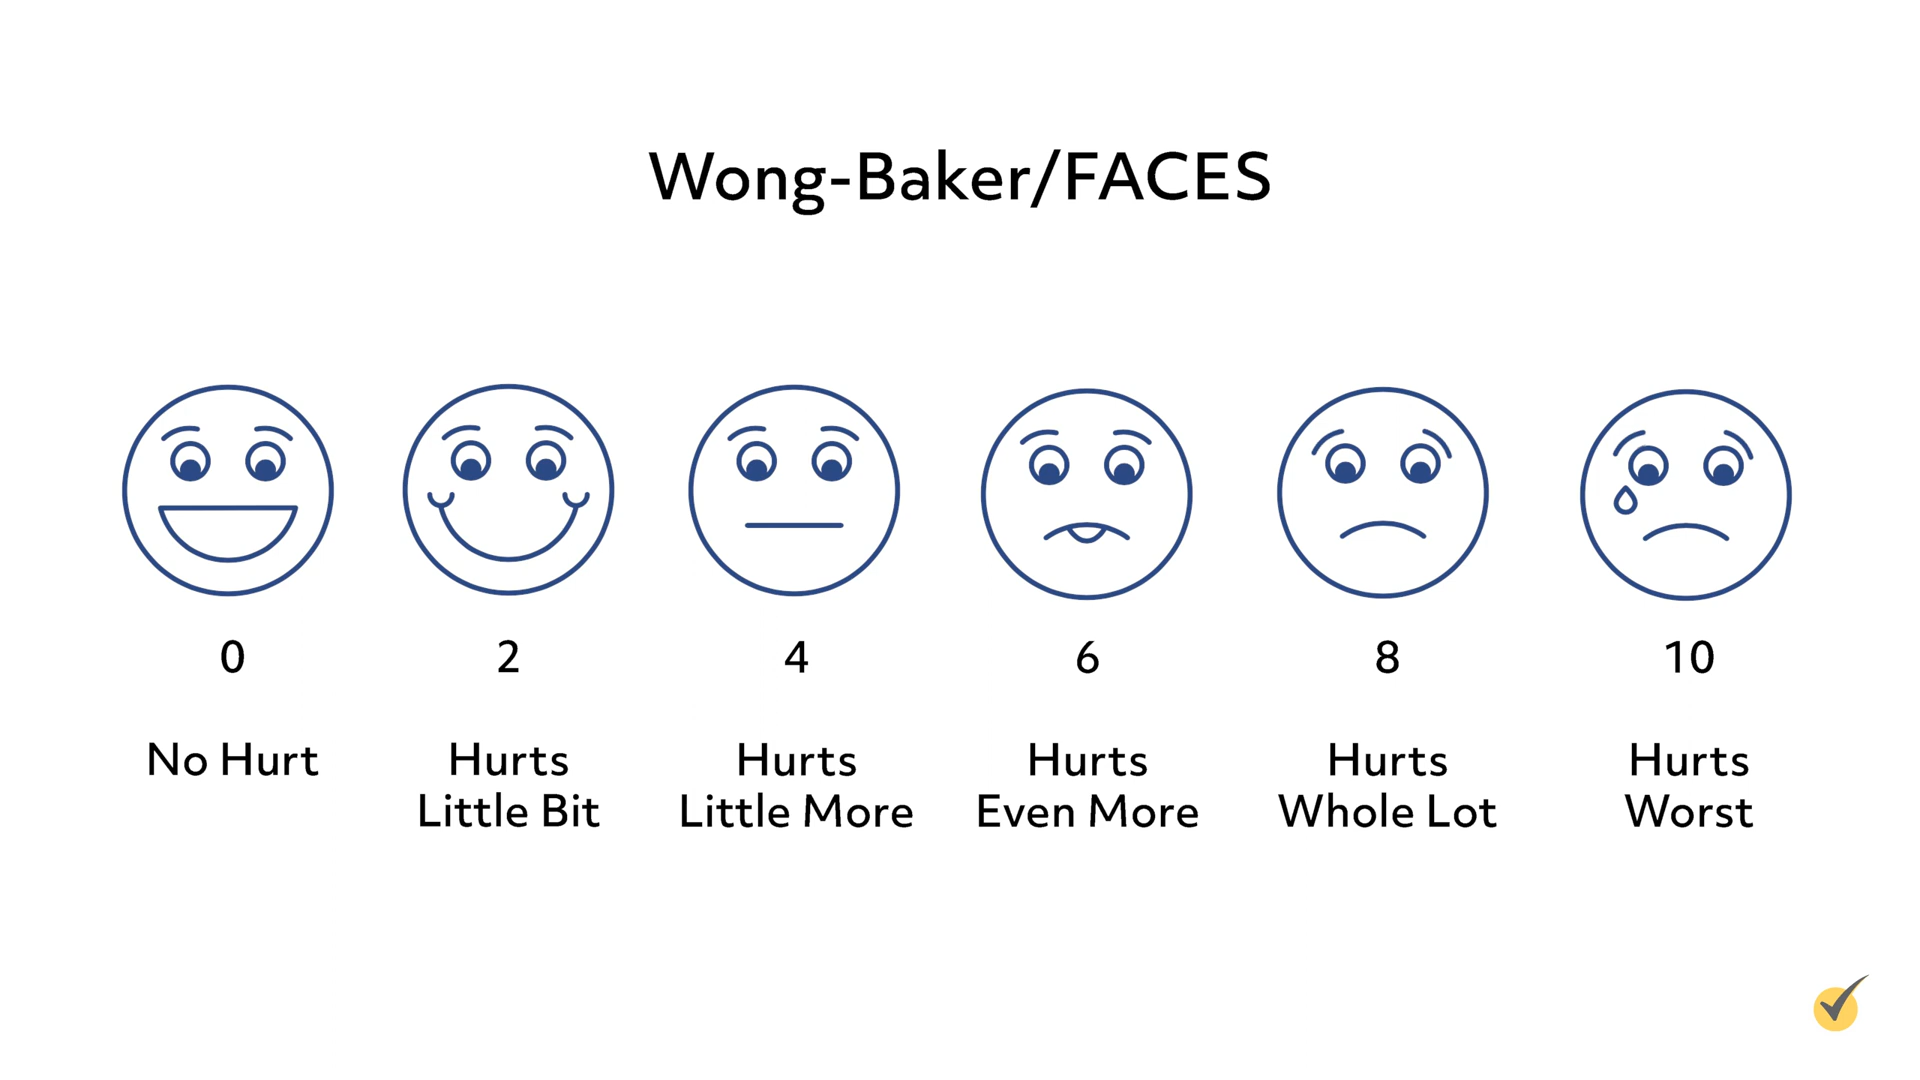 Wong-Baker/FACES
0
2
4
6
8
10
No Hurt
Hurts
Little Bit
Hurts
Little More
Hurts
Even More
Hurts
Whole Lot
Hurts
Worst